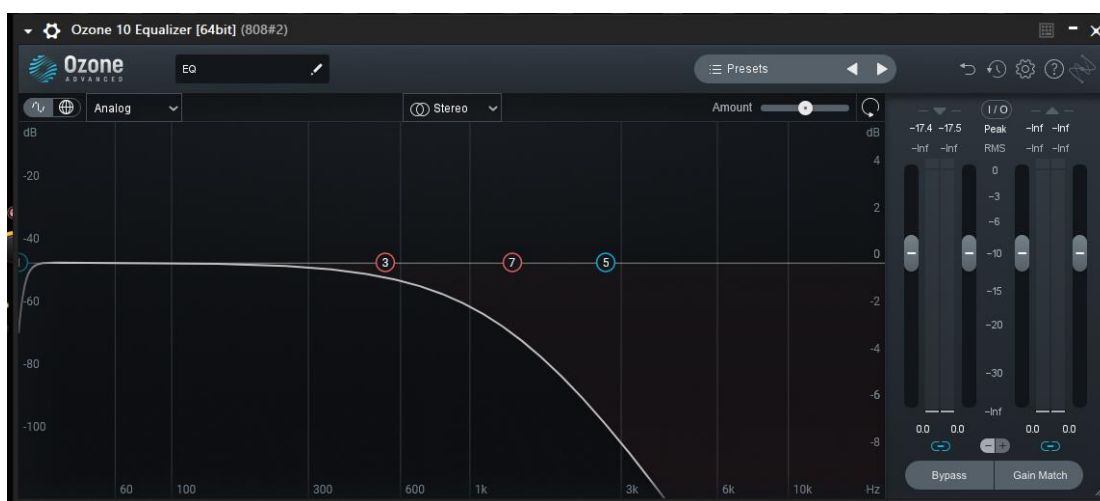 Ozone 10 Equalizer [64bit] (808#2)
Ozone
ADVANCED
EQ
Presets
Analog
Stereo
Amount
I/O
-17.4 -17.5 Peak -Inf -Inf
-Inf -Inf RMS -Inf -Inf
dB
-20
-40
-60
-80
-100
dB
4
2
0
-2
-4
-6
-8
1
3
7
5
0
-3
-6
-10
-15
-20
-30
-Inf
0.0 0.0 0.0 0.0
60 100 300 600 1k 3k 6k 10k Hz
Bypass Gain Match